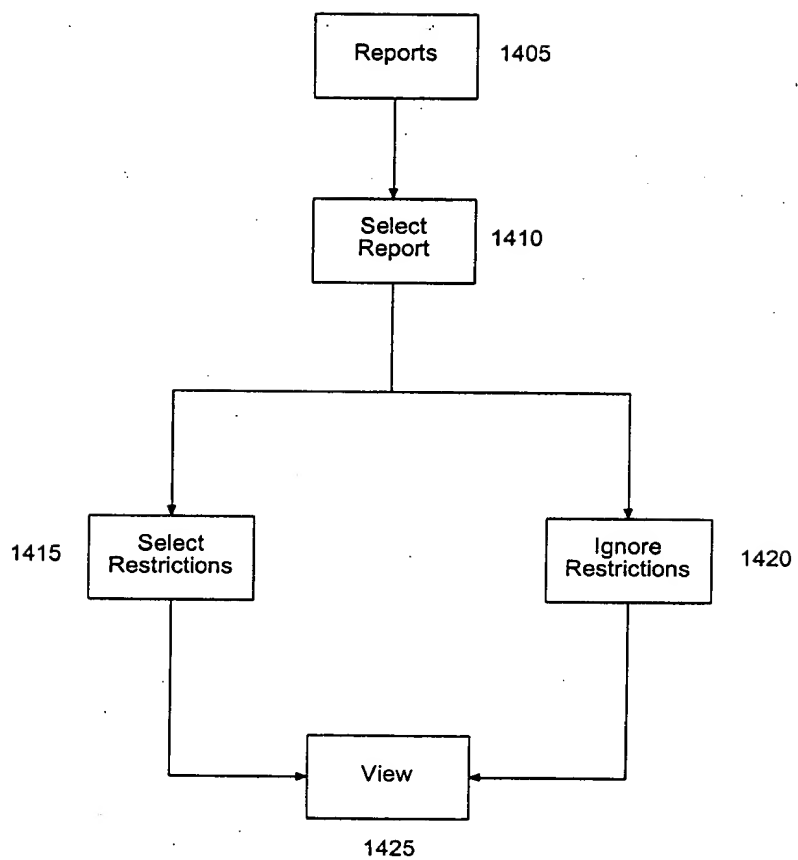 Reports
1405
Select
Report
1410
1415
Select
Restrictions
Ignore
Restrictions
1420
View
1425